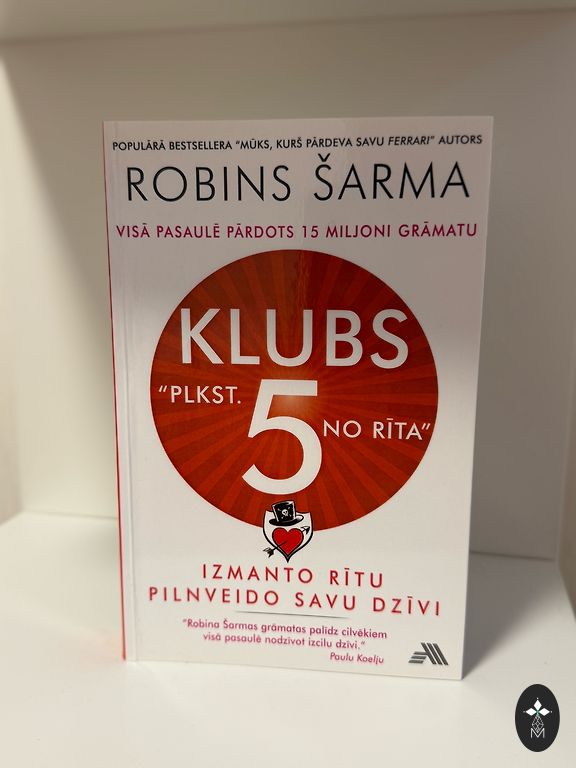 POPULĀRĀ BESTSELLERA "MŪKS, KURŠ PĀRDEVA SAVU FERRARI" AUTORS
ROBINS ŠARMA
VISĀ PASAULĒ PĀRDOTS 15 MILJONI GRĀMATU
KLUBS
"PLKST.
5
NO RĪTA"
IZMANTO RĪTU
PILNVEIDO SAVU DZĪVI
"Robina Šarmas grāmatas palīdz cilvēkiem
visā pasaulē nodzīvot izcilu dzīvi."
Paulu Koelju
M